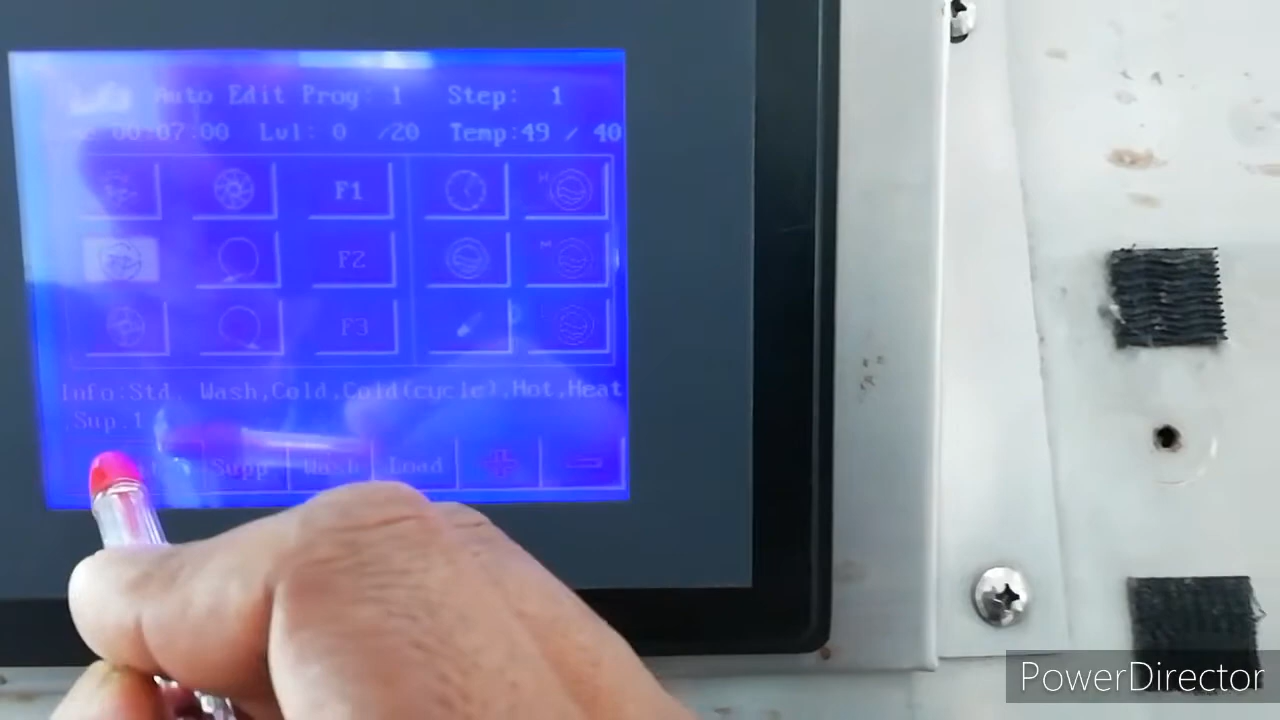 Auto Edit Prog: 1 Step: 1
00:07:00 Lvl: 0 /20 Temp:49 / 40
F1
M
F2
M
F3
Info:Std. Wash,Cold,Cold(cycle),Hot,Heat
,Sup.1
Supp Wash Load + -
PowerDirector